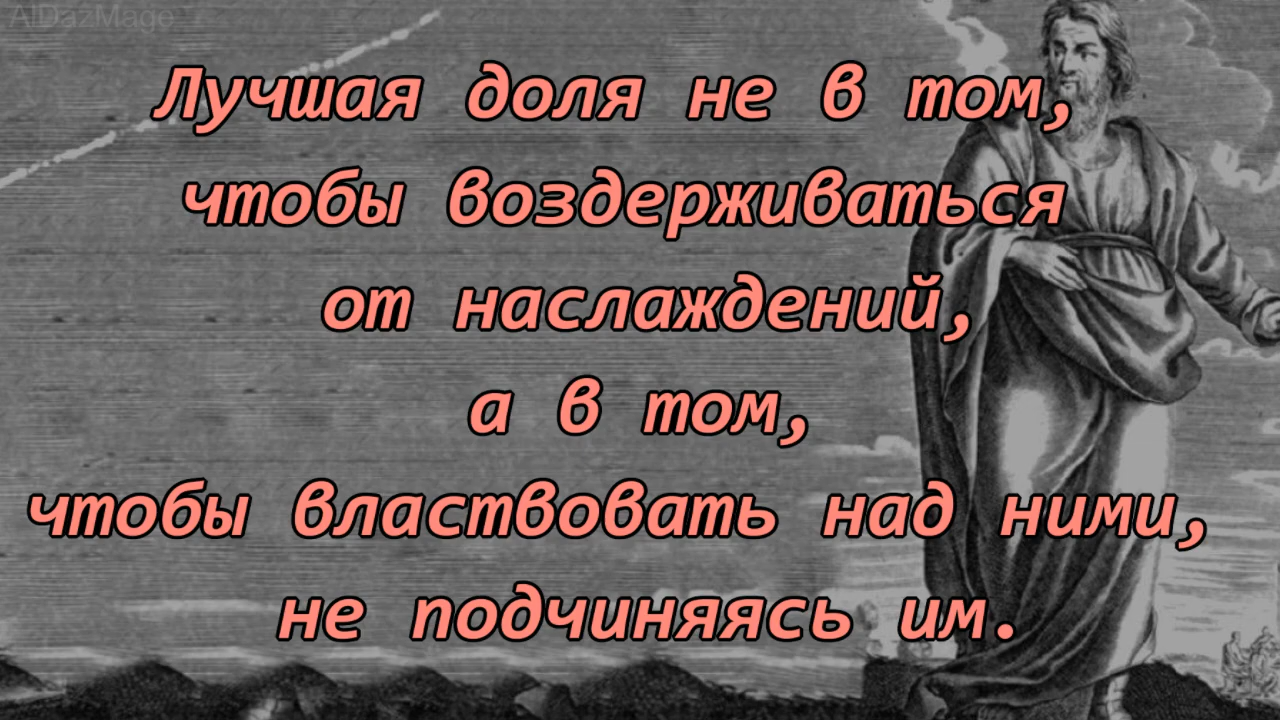 AlDazMage
Лучшая доля не в том,
чтобы воздерживаться
от наслаждений,
а в том,
чтобы властвовать над ними,
не подчиняясь им.